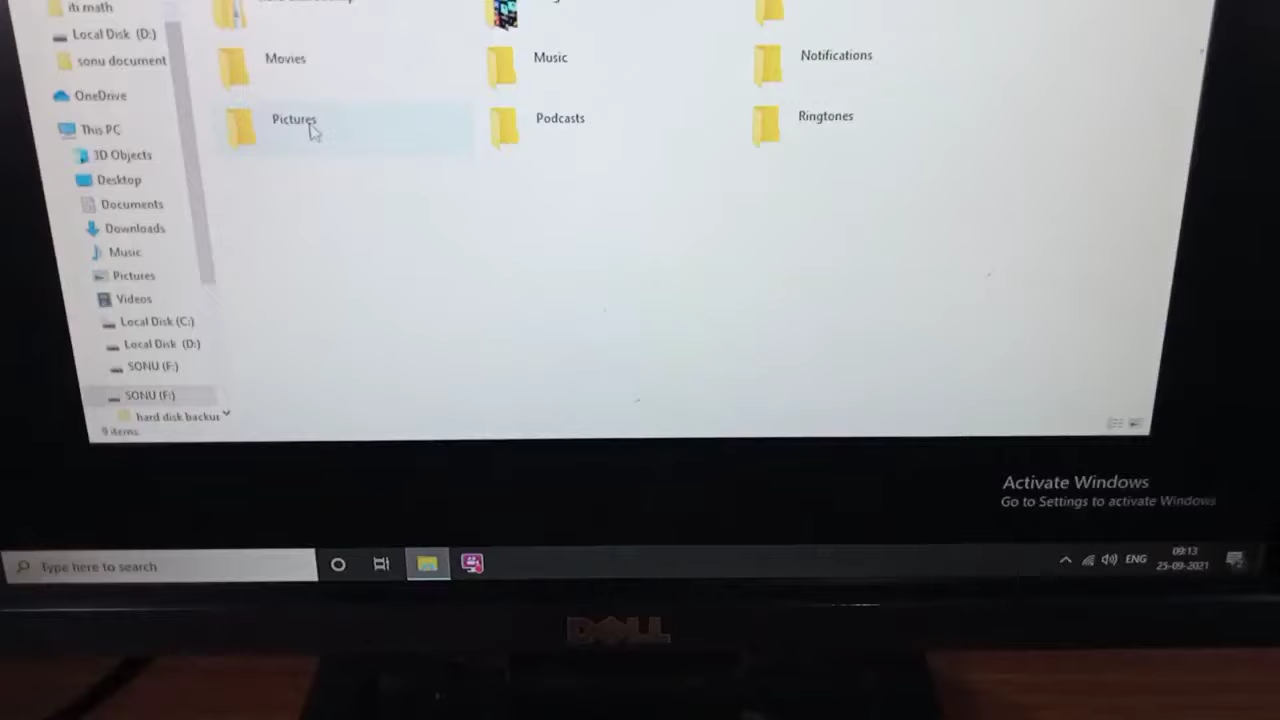 iti math
Local Disk (D:)
sonu document
OneDrive
This PC
3D Objects
Desktop
Documents
Downloads
Music
Pictures
Videos
Local Disk (C:)
Local Disk (D:)
SONU (F:)
SONU (F:)
hard disk backup
9 items
Movies
Music
Notifications
Pictures
Podcasts
Ringtones
Activate Windows
Go to Settings to activate Windows
Type here to search
ENG
09:13
25-09-2021
DELL